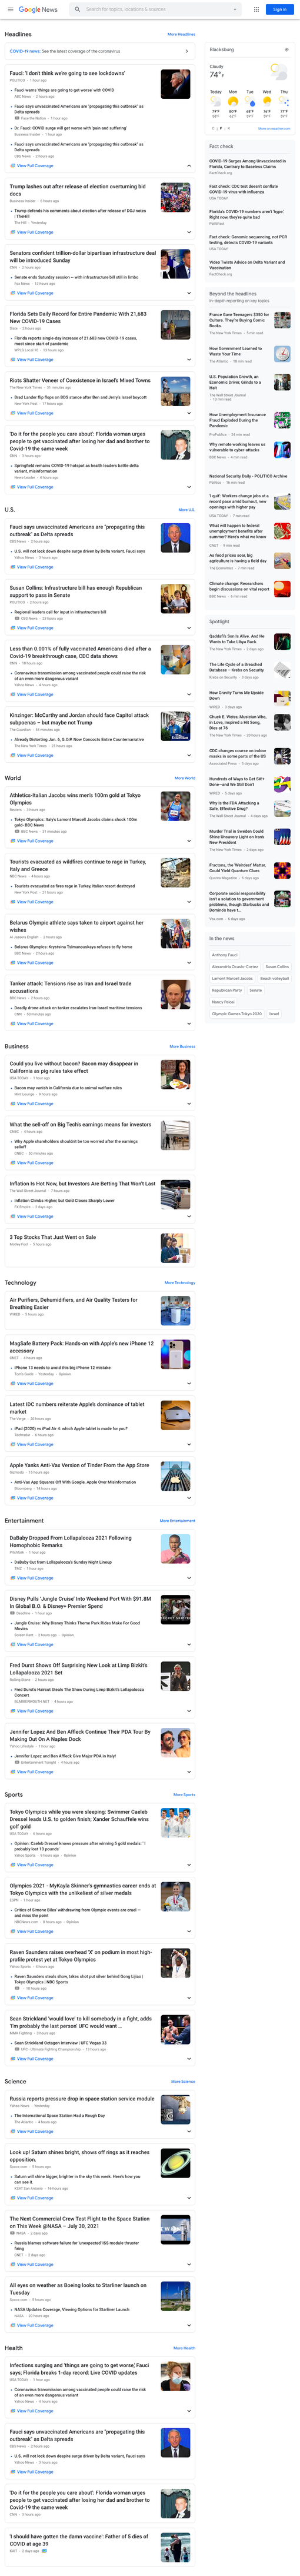 Google News
Search for topics, locations & sources
Sign in
Headlines
More Headlines
COVID-19 news: See the latest coverage of the coronavirus
Fauci: 'I don't think we're going to see lockdowns'
POLITICO · 1 hour ago
Fauci warns 'things are going to get worse' with COVID
ABC News · 2 hours ago
Fauci says unvaccinated Americans are "propagating this outbreak" as
Delta spreads
Face the Nation · 1 hour ago
Dr. Fauci: COVID surge will get worse with 'pain and suffering'
Business Insider · 1 hour ago
Fauci says unvaccinated Americans are "propagating this outbreak" as
Delta spreads
CBS News · 2 hours ago
View Full Coverage
Trump lashes out after release of election overturning bid
docs
Business Insider · 5 hours ago
Trump defends his comments about election after release of DOJ notes
| TheHill
The Hill · Yesterday
View Full Coverage
Senators confident trillion-dollar bipartisan infrastructure deal
will be introduced Sunday
CNN · 2 hours ago
Senate ends Saturday session -- with infrastructure bill still in limbo
Fox News · 13 hours ago
View Full Coverage
Florida Sets Daily Record for Entire Pandemic With 21,683
New COVID-19 Cases
Slate · 2 hours ago
Florida reports single-day increase of 21,683 new COVID-19 cases,
most since start of pandemic
WPLG Local 10 · 19 hours ago
View Full Coverage
Riots Shatter Veneer of Coexistence in Israel's Mixed Towns
The New York Times
Brad Lander flip flops on BDS stance after Ben and Jerry's Israel boycott
New York Post · 17 hours ago
View Full Coverage
'Do it for the people you care about': Florida woman urges
people to get vaccinated after losing her dad and brother to
Covid-19 the same week
CNN · 3 hours ago
Springfield remains COVID-19 hotspot as health leaders battle delta
variant, misinformation
News-Leader · 6 hours ago
View Full Coverage
U.S.
More U.S.
Fauci says unvaccinated Americans are "propagating this
outbreak" as Delta spreads
CBS News · 2 hours ago
U.S. will not lock down despite surge driven by Delta variant, Fauci says
Yahoo News · 3 hours ago
View Full Coverage
Susan Collins: Infrastructure bill has enough Republican
support to pass in Senate
POLITICO · 3 hours ago
Regional leaders call for input in infrastructure bill
CBS News · 23 hours ago
View Full Coverage
Less than 0.001% of fully vaccinated Americans died after a
Covid-19 breakthrough case, CDC data shows
CNN · 19 hours ago
Coronavirus transmission among vaccinated people could raise the risk
of an even more dangerous variant
Yahoo News · 4 hours ago
View Full Coverage
Kinzinger: McCarthy and Jordan should face Capitol attack
subpoenas – but maybe not Trump
The Guardian
Already Distorting Jan. 6, G.O.P. Now Concocts Entire Counternarrative
The New York Times · 21 hours ago
View Full Coverage
World
More World
Athletics-Italian Jacobs wins men's 100m gold at Tokyo
Olympics
Reuters · 3 hours ago
Tokyo Olympics: Italy's Lamont Marcell Jacobs claims shock 100m
gold- BBC News
BBC News · 31 minutes ago
View Full Coverage
Tourists evacuated as wildfires continue to rage in Turkey,
Italy and Greece
ABC News · 4 hours ago
Tourists evacuated as fires rage in Turkey, Italian resort destroyed
New York Post · 21 hours ago
View Full Coverage
Belarus Olympic athlete says taken to airport against her
wishes
Al Jazeera English · 2 hours ago
Belarus Olympics: Krystsina Tsimanouskaya refuses to fly home
BBC News · 2 hours ago
View Full Coverage
Tanker attack: Tensions rise as Iran and Israel trade
accusations
BBC News · 2 hours ago
Deadly drone attack on tanker escalates Iran-Israel maritime tensions
CNN · 50 minutes ago
View Full Coverage
Business
More Business
Could you live without bacon? Bacon may disappear in
California as pig rules take effect
USA TODAY · 1 hour ago
Bacon may vanish in California due to animal welfare rules
MercLounge · 9 hours ago
View Full Coverage
What the sell-off on Big Tech's earnings means for investors
CNBC · 4 hours ago
Why Apple shareholders shouldn't be too worried after the earnings
selloff
CNBC · 50 minutes ago
View Full Coverage
Inflation Is Hot Now, but Investors Are Betting That Won't Last
The Wall Street Journal · 7 hours ago
Inflation Climbs Higher, but Gold Closes Sharply Lower
FX Empire · 2 days ago
View Full Coverage
3 Top Stocks That Just Went on Sale
Motley Fool · 5 hours ago
Technology
More Technology
Air Purifiers, Dehumidifiers, and Air Quality Testers for
Breathing Easier
WIRED · 5 hours ago
MagSafe Battery Pack: Hands-on with Apple's new iPhone 12
accessory
CNET · 4 hours ago
iPhone 13 needs to avoid this big iPhone 12 mistake
Tom's Guide · Yesterday · Opinion
View Full Coverage
Latest IDC numbers reiterate Apple's dominance of tablet
market
The Verge · 20 hours ago
iPad (2020) vs iPad Air 4: which Apple tablet is made for you?
Techradar · 6 hours ago
View Full Coverage
Apple Yanks Anti-Vax Version of Tinder From the App Store
Gizmodo · 15 hours ago
Anti-Vax App Squares Off With Google, Apple Over Misinformation
Bloomberg · 14 hours ago
View Full Coverage
Entertainment
More Entertainment
DaBaby Dropped From Lollapalooza 2021 Following
Homophobic Remarks
Pitchfork · 1 hour ago
DaBaby Cut from Lollapalooza's Sunday Night Lineup
TMZ · 1 hour ago
View Full Coverage
Disney Pulls 'Jungle Cruise' Into Weekend Port With $91.8M
In Global B.O. & Disney+ Premier Spend
Deadline · 1 hour ago
Jungle Cruise: Why Disney Thinks Theme Park Rides Make For Good
Movies
Screen Rant · 2 hours ago · Opinion
View Full Coverage
Fred Durst Shows Off Surprising New Look at Limp Bizkit's
Lollapalooza 2021 Set
Rolling Stone · 2 hours ago
Fred Durst's Haircut Steals The Show During Limp Bizkit's Lollapalooza
Concert
BLABBERMOUTH.NET · 4 hours ago
View Full Coverage
Jennifer Lopez And Ben Affleck Continue Their PDA Tour By
Making Out On A Naples Dock
Yahoo Lifestyle · 1 hour ago
Jennifer Lopez and Ben Affleck Give Major PDA in Italy!
Entertainment Tonight · 6 hours ago
View Full Coverage
Sports
More Sports
Tokyo Olympics while you were sleeping: Swimmer Caeleb
Dressel leads U.S. to golden finish; Xander Schauffele wins
golf gold
USA TODAY · 6 hours ago
Opinion: Caeleb Dressel knows pressure after winning 5 gold medals: ' I
probably lost 10 pounds'
Yahoo Sports · 9 hours ago · Opinion
View Full Coverage
Olympics 2021 - MyKayla Skinner's gymnastics career ends at
Tokyo Olympics with the unlikeliest of silver medals
ESPN · 1 hour ago
Critics of Simone Biles' withdrawing from Olympic events are cruel —
and miss the point
NBCNews.com · 8 hours ago · Opinion
View Full Coverage
Raven Saunders raises overhead 'X' on podium in most high-
profile protest yet at Tokyo Olympics
Yahoo Sports · 6 hours ago
Raven Saunders steals show, takes shot put silver behind Gong Lijiao |
Tokyo Olympics | NBC Sports
View Full Coverage
Sean Strickland 'would love' to kill somebody in a fight, adds
'I'm probably the last person' UFC would want ...
MMA Fighting · 3 hours ago
Sean Strickland Octagon Interview | UFC Vegas 33
UFC - Ultimate Fighting Championship · 13 hours ago
View Full Coverage
Science
More Science
Russia reports pressure drop in space station service module
Yahoo News · Yesterday
The International Space Station Had a Rough Day
The Atlantic · 4 hours ago
View Full Coverage
Look up! Saturn shines bright, shows off rings as it reaches
opposition.
Space.com · 5 hours ago
Saturn will shine bigger, brighter in the sky this week. Here's how you
can see it.
KSAT San Antonio · 14 hours ago
View Full Coverage
The Next Commercial Crew Test Flight to the Space Station
on This Week @NASA – July 30, 2021
NASA · 2 days ago
Russia blames software failure for 'unexpected' ISS module thruster
firing
CNET · 2 days ago
View Full Coverage
All eyes on weather as Boeing looks to Starliner launch on
Tuesday
Space.com · 5 hours ago
NASA Updates Coverage, Viewing Options for Starliner Launch
NASA · 20 hours ago
View Full Coverage
Health
More Health
Infections surging and 'things are going to get worse,' Fauci
says; Florida breaks 1-day record: Live COVID updates
USA TODAY · 1 hour ago
Coronavirus transmission among vaccinated people could raise the risk
of an even more dangerous variant
Yahoo News · 4 hours ago
View Full Coverage
Fauci says unvaccinated Americans are "propagating this
outbreak" as Delta spreads
CBS News · 2 hours ago
U.S. will not lock down despite surge driven by Delta variant, Fauci says
Yahoo News · 3 hours ago
View Full Coverage
'Do it for the people you care about': Florida woman urges
people to get vaccinated after losing her dad and brother to
Covid-19 the same week
CNN · 3 hours ago
'I should have gotten the damn vaccine': Father of 5 dies of
COVID at age 39
KAKT · 2 days ago
Blacksburg
Cloudy
74°F
Today Mon Tue Wed Thu
C F K
More on weather.com
Fact check
COVID-19 Surges Among Unvaccinated in
Florida, Contrary to Baseless Claims
FactCheck.org
Fact check: CDC test doesn't conflate
COVID-19 virus with influenza
USA TODAY
Florida's COVID-19 numbers aren't 'hype.'
Right now, they're quite bad
PolitiFact
Fact check: Genomic sequencing, not PCR
testing, detects COVID-19 variants
USA TODAY
Video Twists Advice on Delta Variant and
Vaccination
FactCheck.org
Beyond the headlines
In-depth reporting on key topics
France Gave Teenagers $350 for
Culture. They're Buying Comic
Books.
The New York Times · 5 min read
How Government Learned to
Waste Your Time
The Atlantic · 19 min read
U.S. Population Growth, an
Economic Driver, Grinds to a
Halt
The Wall Street Journal
· 10 min read
How Unemployment Insurance
Fraud Exploded During the
Pandemic
ProPublica · 24 min read
Why remote working leaves us
vulnerable to cyber-attacks
BBC News · 6 min read
National Security Daily - POLITICO Archive
Politico · 10 min read
'I quit': Workers change jobs at a
record pace amid burnout, new
openings with higher pay
USA TODAY · 7 min read
What will happen to federal
unemployment benefits after
summer? Here's what we know
CNET · 9 min read
As food prices soar, big
agriculture is having a field day
The Economist · 7 min read
Climate change: Researchers
begin discussions on vital report
BBC News · 4 min read
Spotlight
Qaddafi's Son Is Alive. And He
Wants to Take Libya Back.
The New York Times · 2 days ago
The Life Cycle of a Breached
Database – Krebs on Security
Krebs on Security · 3 days ago
How Gravity Turns Me Upside
Down
WIRED · 2 days ago
Chuck E. Weiss, Musician Who,
in Love, Inspired a Hit Song,
Dies at 76
The New York Times · 20 hours ago
CDC changes course on indoor
masks in some parts of the US
Associated Press · 5 days ago
Hundreds of Ways to Get S#!+
Done—and We Still Don't
WIRED · 5 days ago
Why Is the FDA Attacking a
Safe, Effective Drug?
The Wall Street Journal · 4 days ago
Murder Trial in Sweden Could
Shine Unsavory Light on Iran's
New President
The New York Times · 2 days ago
Fractons, the 'Weirdest' Matter,
Could Yield Quantum Clues
Quanta Magazine · 6 days ago
Corporate social responsibility
isn't a solution to government
problems, though Starbucks and
Dominos have t...
Vox.com · 6 days ago
In the news
Anthony Fauci
Alexandria Ocasio-Cortez
Susan Collins
Lamont Marcell Jacobs
Beach volleyball
Republican Party
Senate
Nancy Pelosi
Olympic Games Tokyo 2020
Israel